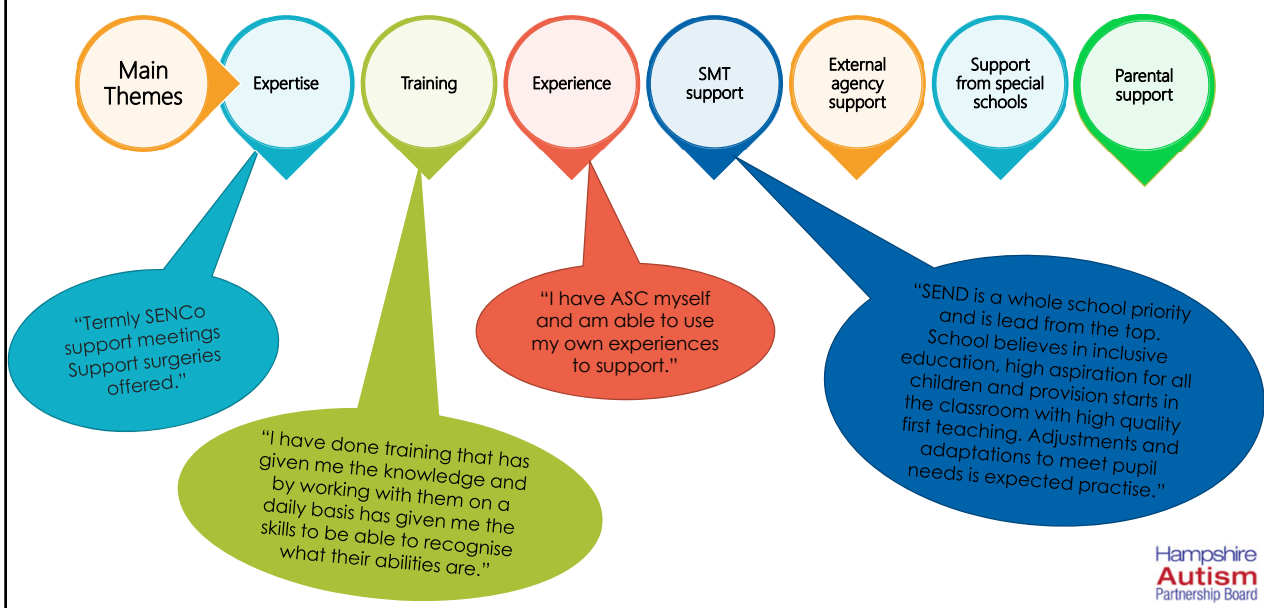 Main
Themes
Expertise
Training
Experience
SMT
support
External
agency
support
Support
from special
schools
Parental
support
“Termly SENCo
support meetings
Support surgeries
offered.”
“I have done training that has
given me the knowledge and
by working with them on a
daily basis has given me the
skills to be able to recognise
what their abilities are.”
“I have ASC myself
and am able to use
my own experiences
to support.”
“SEND is a whole school priority
and is lead from the top.
School believes in inclusive
education, high aspiration for all
children and provision starts in
the classroom with high quality
first teaching. Adjustments and
adaptations to meet pupil
needs is expected practise.”
Hampshire
Autism
Partnership Board